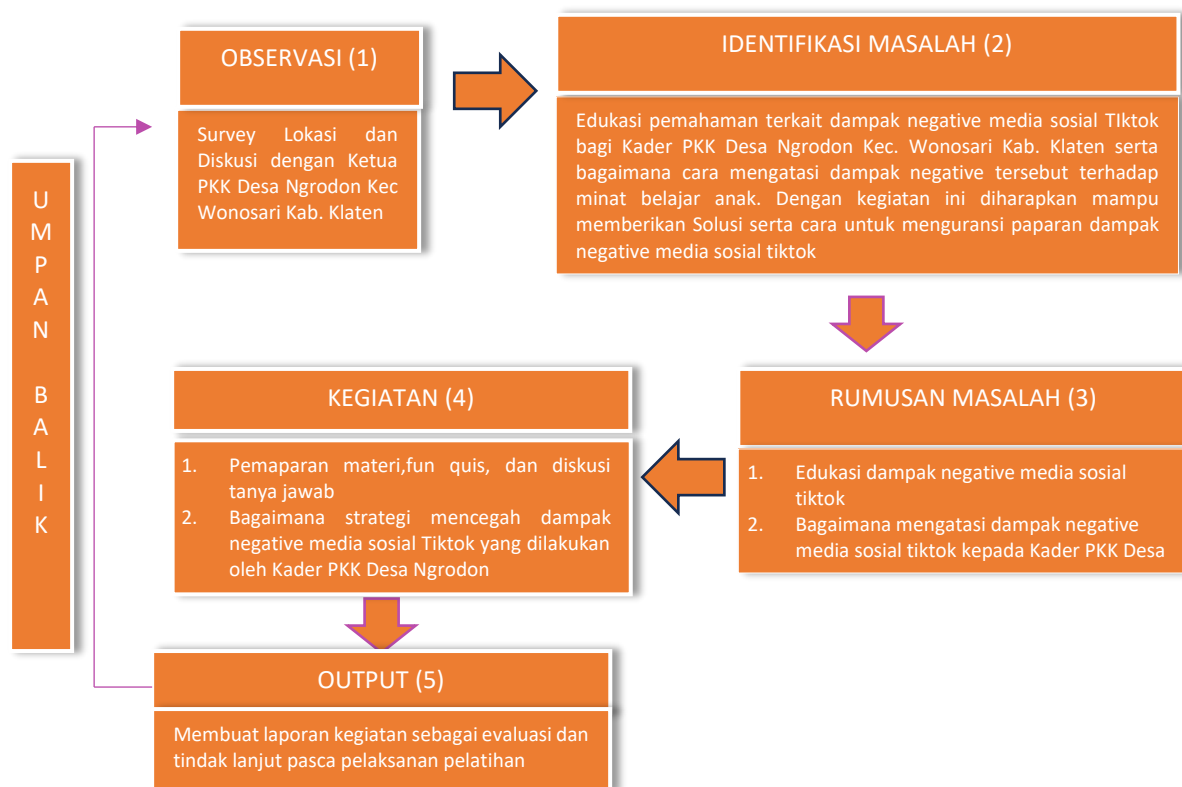 OBSERVASI (1)
Survey Lokasi dan
Diskusi dengan Ketua
PKK Desa Ngrodon Kec
Wonosari Kab. Klaten
IDENTIFIKASI MASALAH (2)
Edukasi pemahaman terkait dampak negative media sosial TIktok
bagi Kader PKK Desa Ngrodon Kec. Wonosari Kab. Klaten serta
bagaimana cara mengatasi dampak negative tersebut terhadap
minat belajar anak. Dengan kegiatan ini diharapkan mampu
memberikan Solusi serta cara untuk menguransi paparan dampak
negative media sosial tiktok
RUMUSAN MASALAH (3)
1. Edukasi dampak negative media sosial
tiktok
2. Bagaimana mengatasi dampak negative
media sosial tiktok kepada Kader PKK Desa
KEGIATAN (4)
1. Pemaparan materi,fun quis, dan diskusi
tanya jawab
2. Bagaimana strategi mencegah dampak
negative media sosial Tiktok yang dilakukan
oleh Kader PKK Desa Ngrodon
OUTPUT (5)
Membuat laporan kegiatan sebagai evaluasi dan
tindak lanjut pasca pelaksanan pelatihan
U
M
P
A
N
B
A
L
I
K